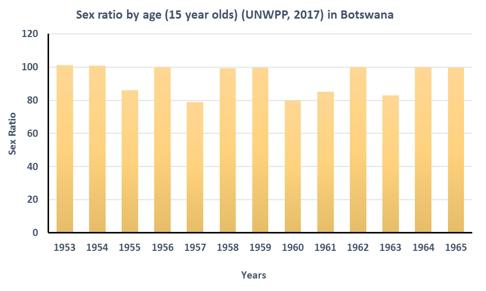 Sex ratio by age (15 year olds) (UNWPP, 2017) in Botswana
120
100
80
60
40
20
0
Sex Ratio
1953 1954 1955 1956 1957 1958 1959 1960 1961 1962 1963 1964 1965
Years